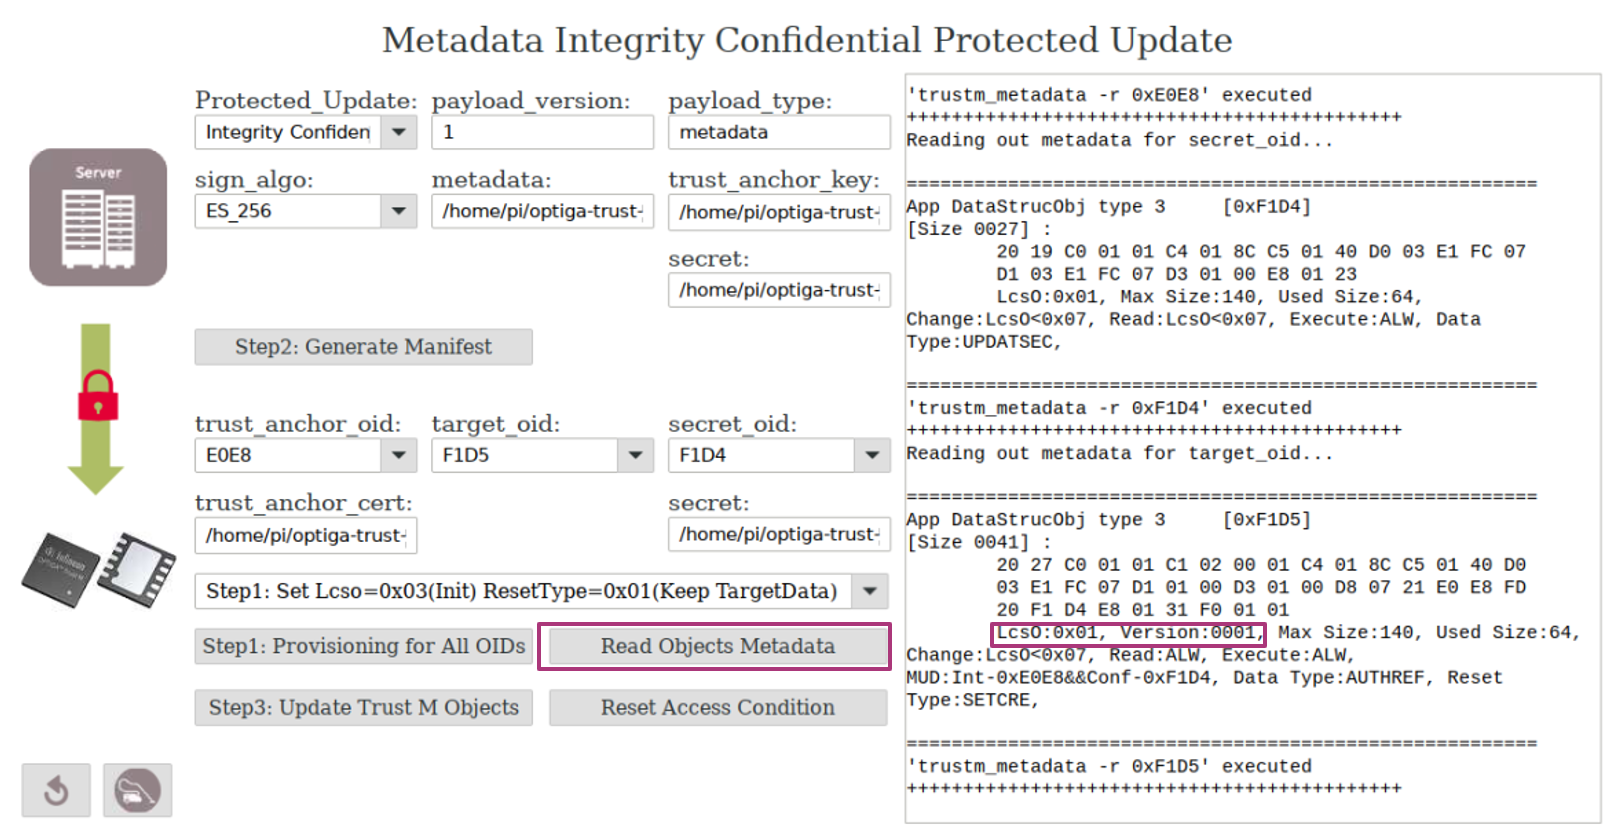 Metadata Integrity Confidential Protected Update
Protected_Update: payload_version: payload_type:
Integrity Confiden 1 metadata
Server
sign_algo: metadata: trust_anchor_key:
ES_256 /home/pi/optiga-trust- /home/pi/optiga-trust-
secret:
/home/pi/optiga-trust-
Step2: Generate Manifest
trust_anchor_oid: target_oid: secret_oid:
E0E8 F1D5 F1D4
trust_anchor_cert: secret:
/home/pi/optiga-trust- /home/pi/optiga-trust-
Infineon
Step1: Set Lcso=0x03(Init) ResetType=0x01(Keep TargetData)
Step1: Provisioning for All OIDs Read Objects Metadata
Step3: Update Trust M Objects Reset Access Condition
'trustm_metadata -r 0xE0E8' executed
++++++++++++++++++++++++++++++++++++++++++++
Reading out metadata for secret_oid...
========================================================
App DataStrucObj type 3     [0xF1D4]
[Size 0027] :
20 19 C0 01 01 C4 01 8C C5 01 40 D0 03 E1 FC 07
D1 03 E1 FC 07 D3 01 00 E8 01 23
LcsO:0x01, Max Size:140, Used Size:64,
Change:LcsO<0x07, Read:LcsO<0x07, Execute:ALW, Data
Type:UPDATSEC,
========================================================
'trustm_metadata -r 0xF1D4' executed
++++++++++++++++++++++++++++++++++++++++++++
Reading out metadata for target_oid...
========================================================
App DataStrucObj type 3     [0xF1D5]
[Size 0041] :
20 27 C0 01 01 C1 02 00 01 C4 01 8C C5 01 40 D0
03 E1 FC 07 D1 01 00 D3 01 00 D8 07 21 E0 E8 FD
20 F1 D4 E8 01 31 F0 01 01
LcsO:0x01, Version:0001, Max Size:140, Used Size:64,
Change:LcsO<0x07, Read:ALW, Execute:ALW,
MUD:Int-0xE0E8&&Conf-0xF1D4, Data Type:AUTHREF, Reset
Type:SETCRE,
========================================================
'trustm_metadata -r 0xF1D5' executed
++++++++++++++++++++++++++++++++++++++++++++